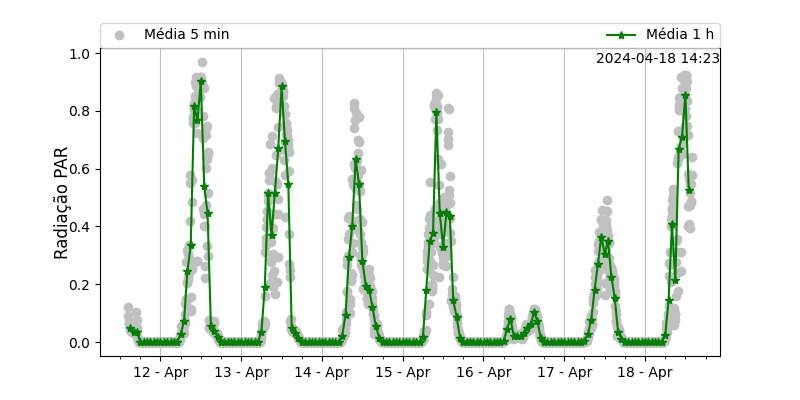 Média 5 min
Média 1 h
2024-04-18 14:23
Radiação PAR
1.0
0.8
0.6
0.4
0.2
0.0
12 - Apr
13 - Apr
14 - Apr
15 - Apr
16 - Apr
17 - Apr
18 - Apr